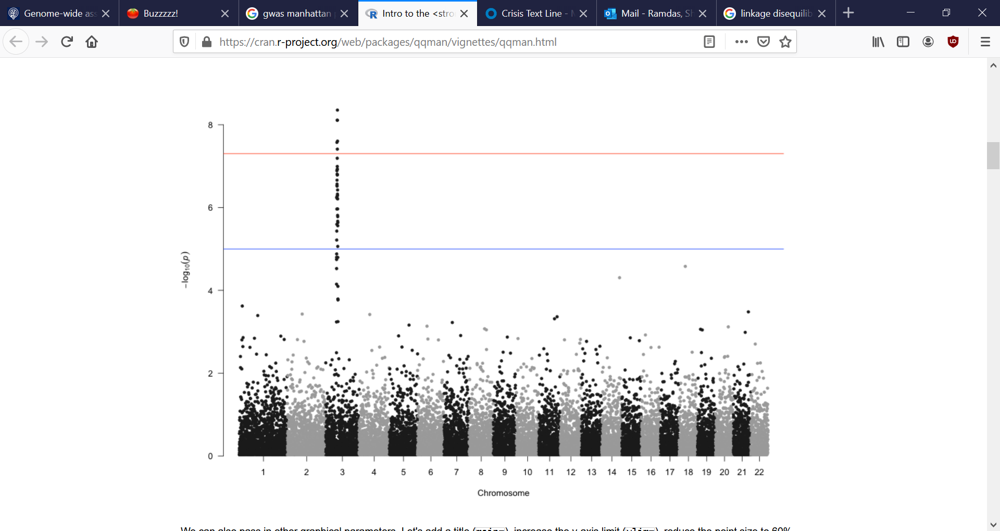 Genome-wide ass
Buzzzzz!
gwas manhattan
Intro to the <stro
Crisis Text Line - M
Mail - Ramdas, Sh
linkage disequilib
https://cran.r-project.org/web/packages/qqman/vignettes/qqman.html
8
6
4
2
0
−log10(p)
1 2 3 4 5 6 7 8 9 10 11 12 13 14 15 16 17 18 19 20 21 22
Chromosome
We can also pass in other graphical parameters. Let's add a title (main=), increase the y-axis limit (ylim=), reduce the point size to 60%